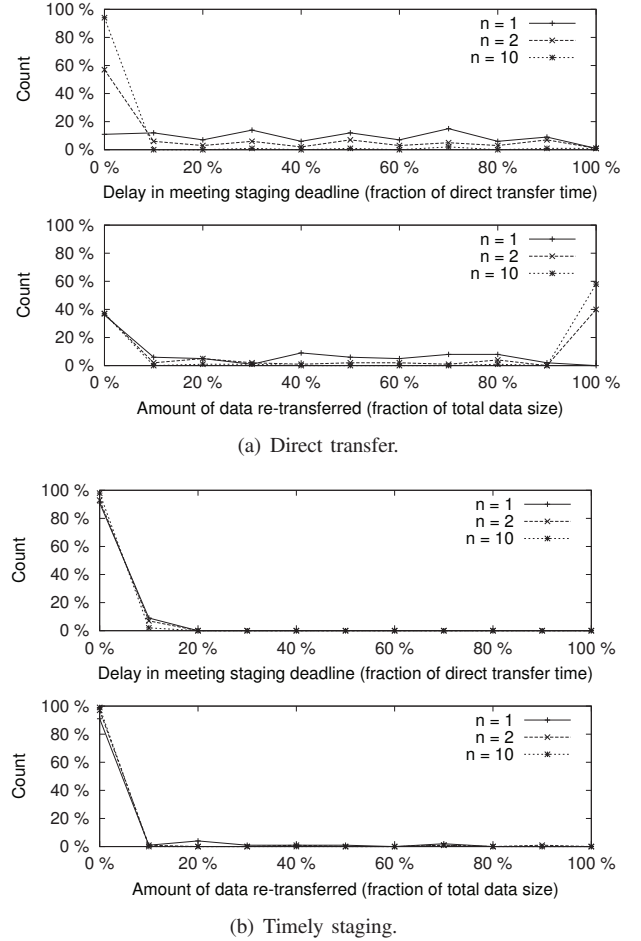 100 %
80 %
60 %
40 %
20 %
0 %
Count
n = 1
n = 2
n = 10
0 % 20 % 40 % 60 % 80 % 100 %
Delay in meeting staging deadline (fraction of direct transfer time)
100 %
80 %
60 %
40 %
20 %
0 %
Count
n = 1
n = 2
n = 10
0 % 20 % 40 % 60 % 80 % 100 %
Amount of data re-transferred (fraction of total data size)
(a) Direct transfer.
100 %
80 %
60 %
40 %
20 %
0 %
Count
n = 1
n = 2
n = 10
0 % 20 % 40 % 60 % 80 % 100 %
Delay in meeting staging deadline (fraction of direct transfer time)
100 %
80 %
60 %
40 %
20 %
0 %
Count
n = 1
n = 2
n = 10
0 % 20 % 40 % 60 % 80 % 100 %
Amount of data re-transferred (fraction of total data size)
(b) Timely staging.